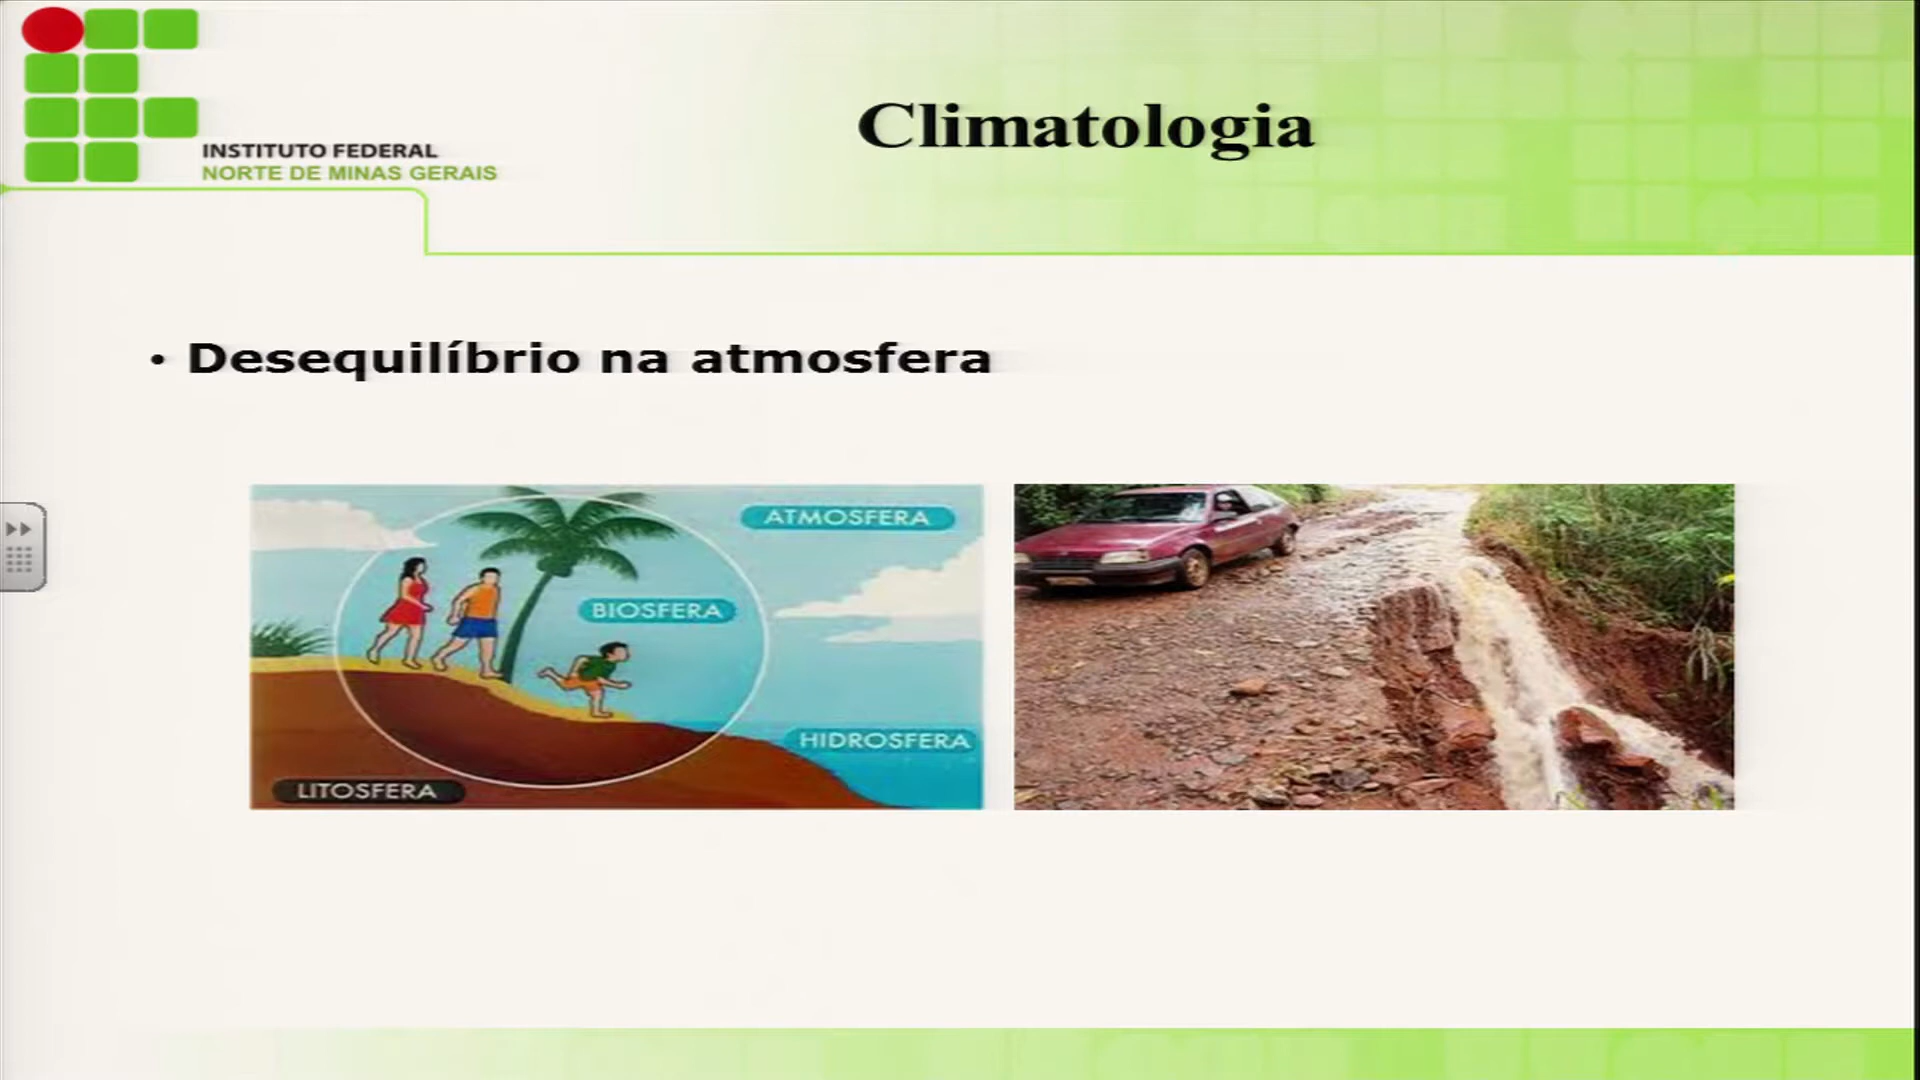 INSTITUTO FEDERAL
NORTE DE MINAS GERAIS
Climatologia
• Desequilíbrio na atmosfera
ATMOSFERA
BIOSFERA
HIDROSFERA
LITOSFERA